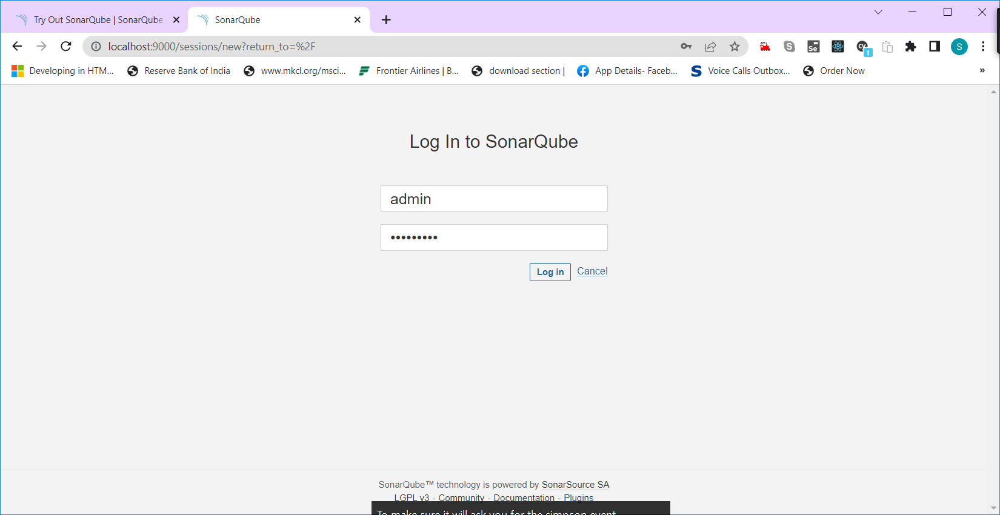 Try Out SonarQube | SonarQube
SonarQube
localhost:9000/sessions/new?return_to=%2F
Se
cy
1
S
Developing in HTM...
Reserve Bank of India
www.mkcl.org/msci...
Frontier Airlines | B...
download section |
App Details- Faceb...
S
Voice Calls Outbox...
Order Now
»
Log In to SonarQube
admin
•••••••••
Log in
Cancel
SonarQube™ technology is powered by SonarSource SA
LGPL v3 - Community - Documentation - Plugins
To make sure it will ask you for the simpson event